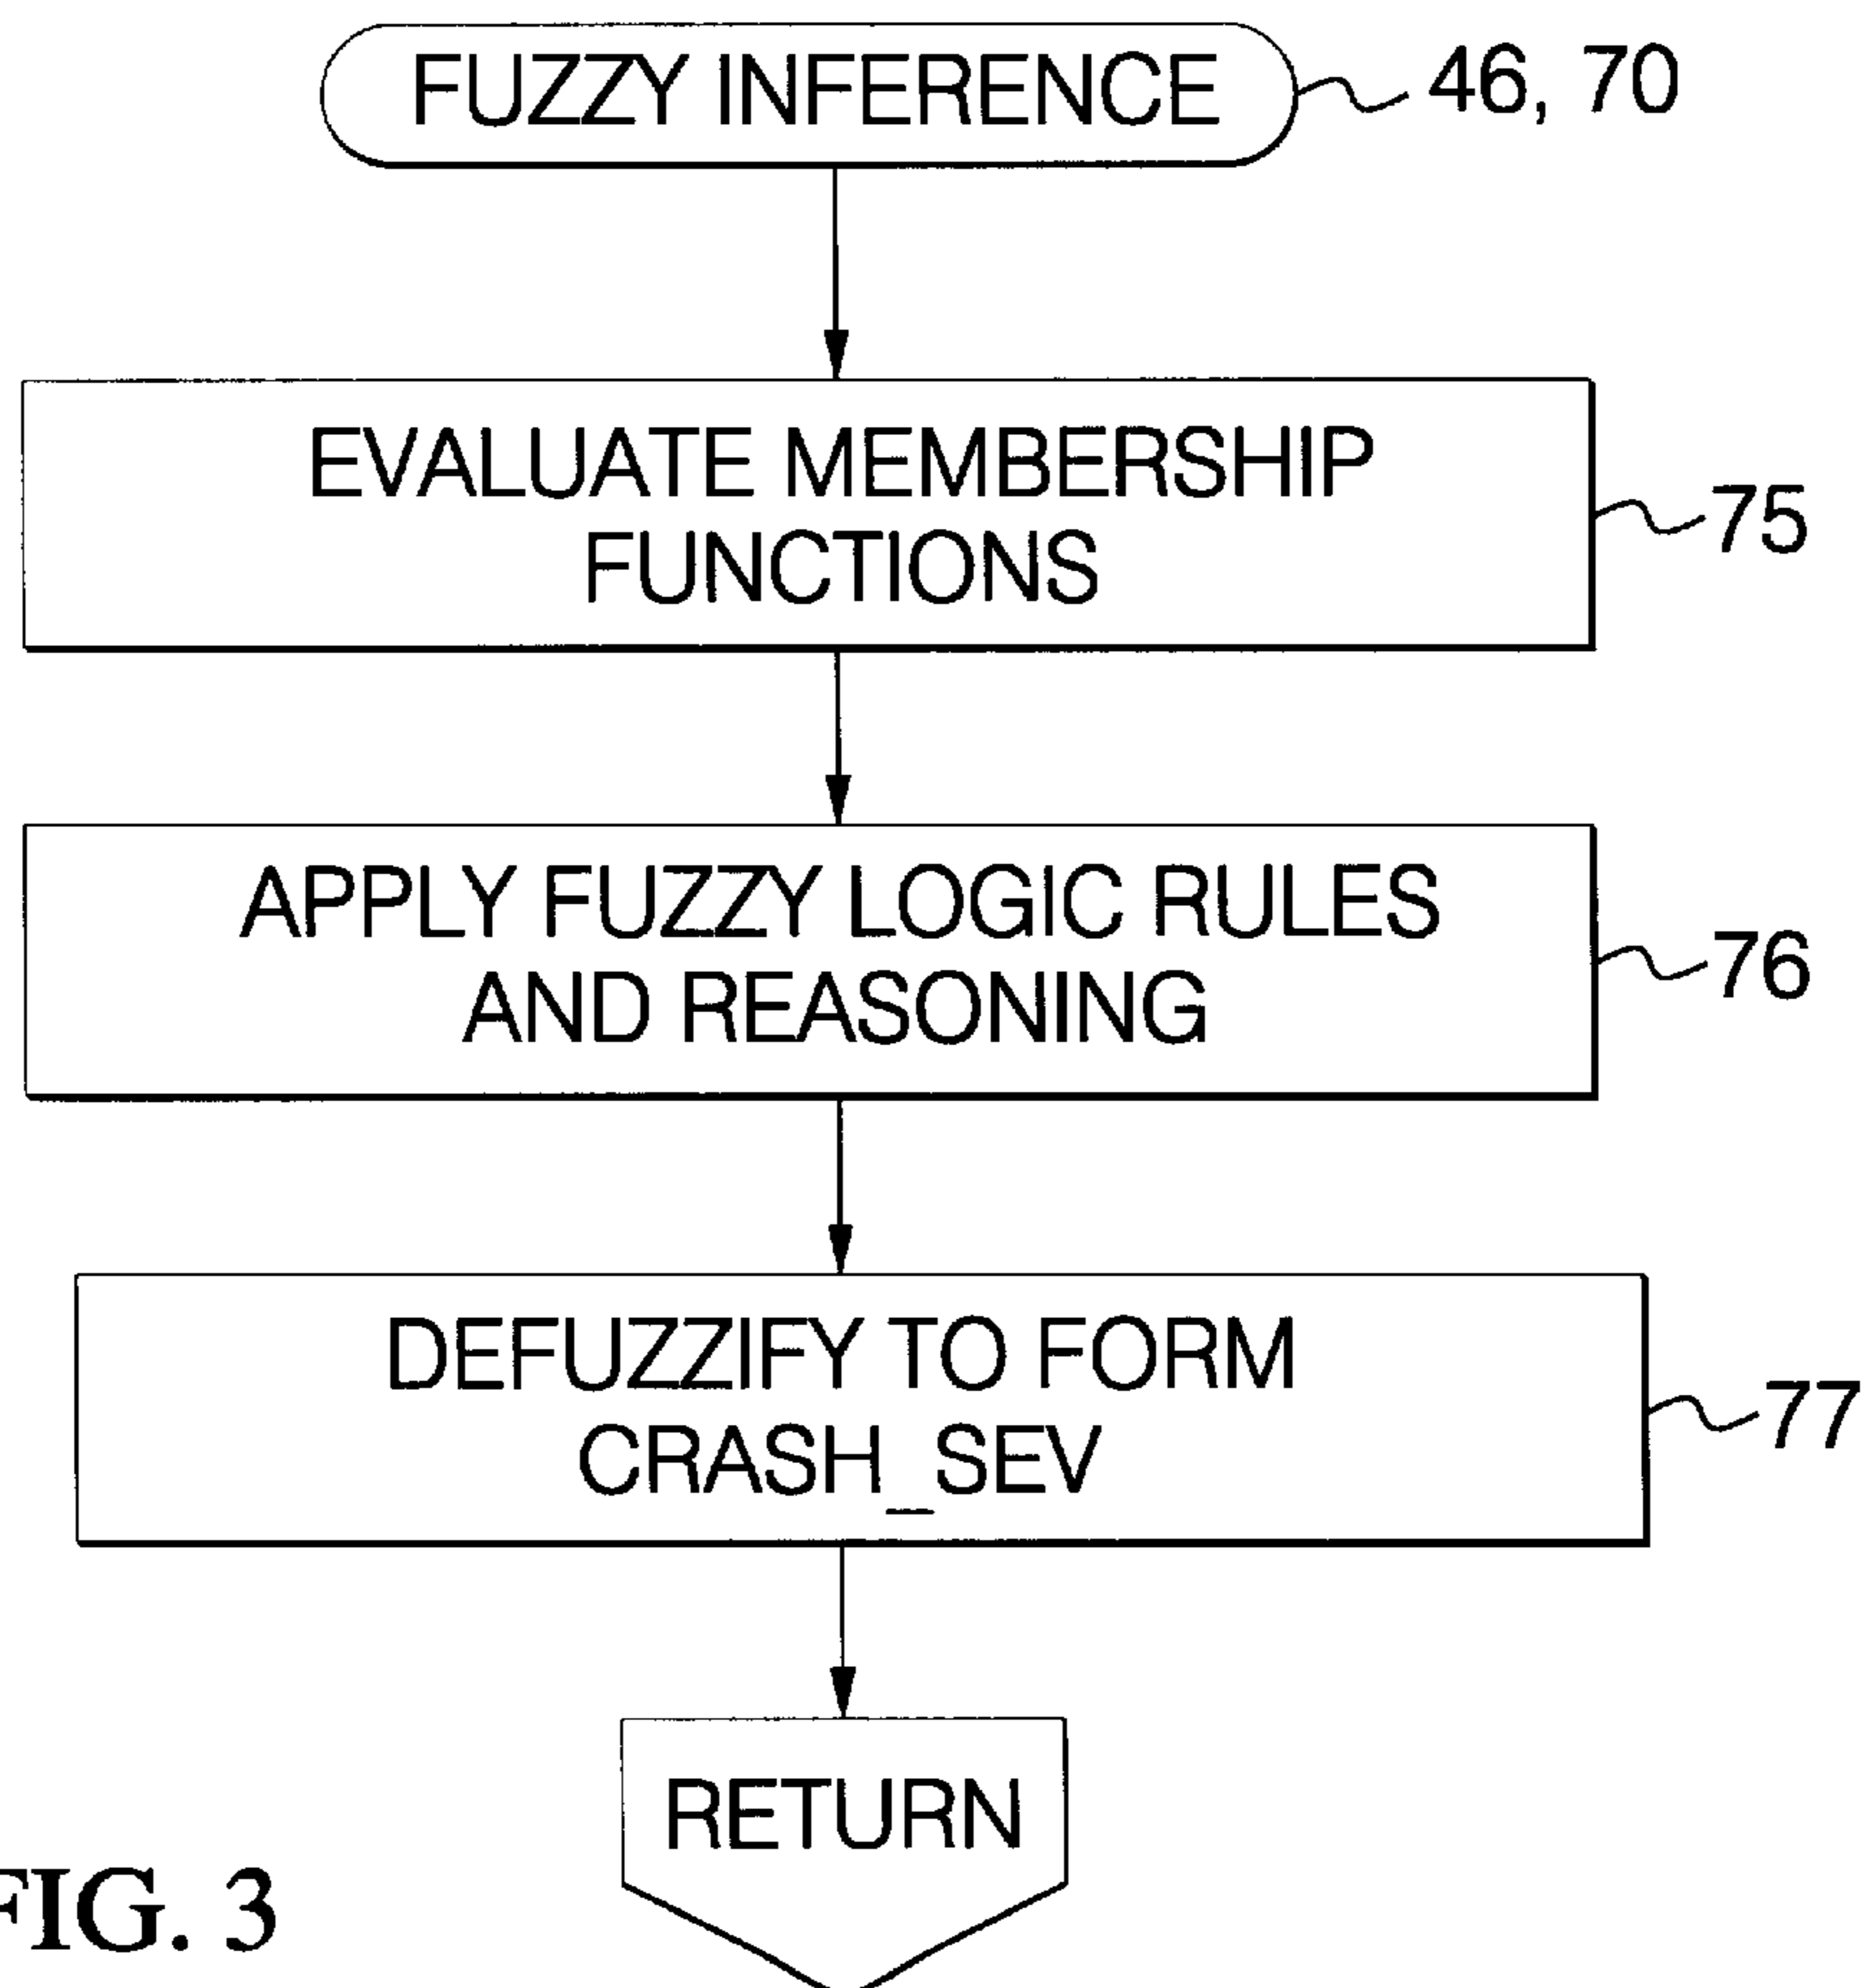 FUZZY INFERENCE
46, 70
EVALUATE MEMBERSHIP
FUNCTIONS
75
APPLY FUZZY LOGIC RULES
AND REASONING
76
DEFUZZIFY TO FORM
CRASH_SEV
77
RETURN
FIG. 3